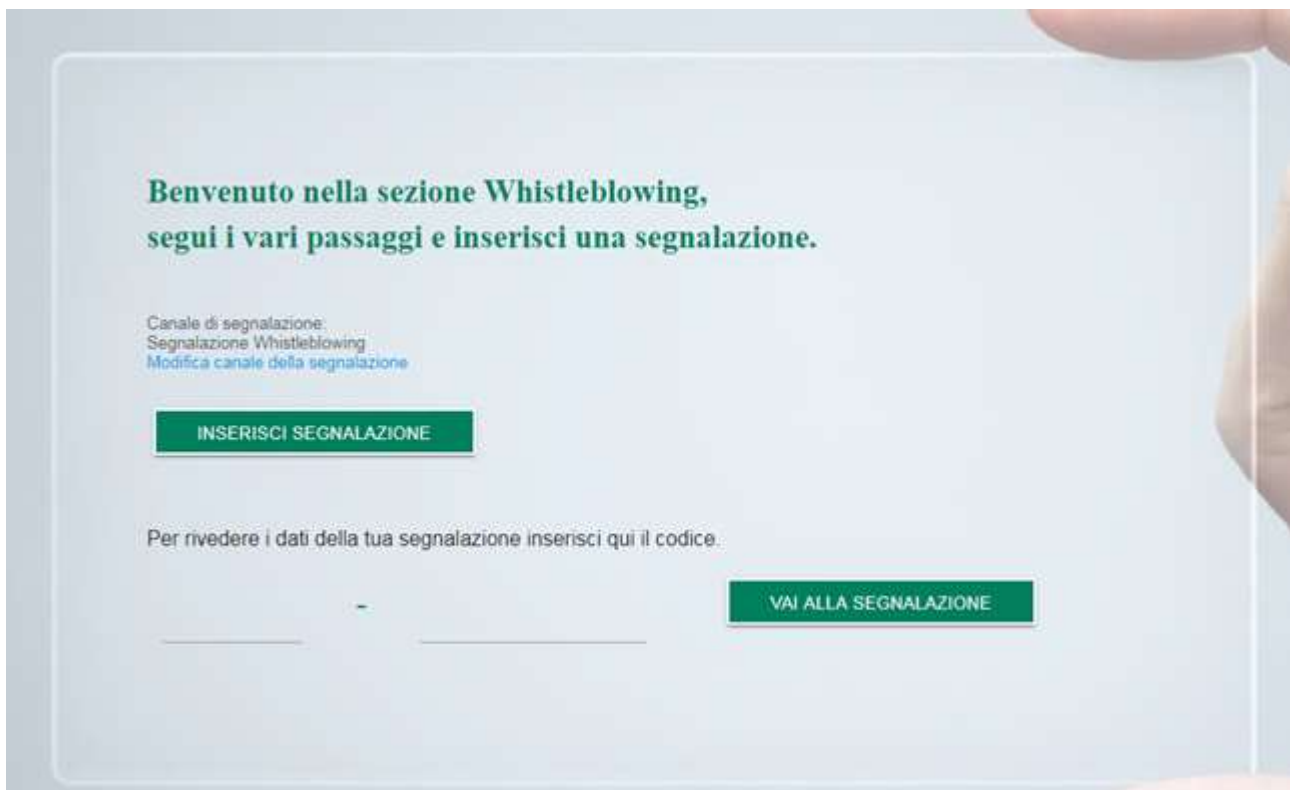 Benvenuto nella sezione Whistleblowing,
segui i vari passaggi e inserisci una segnalazione.
Canale di segnalazione:
Segnalazione Whistleblowing
Modifica canale della segnalazione
INSERISCI SEGNALAZIONE
Per rivedere i dati della tua segnalazione inserisci qui il codice.
-
VAI ALLA SEGNALAZIONE